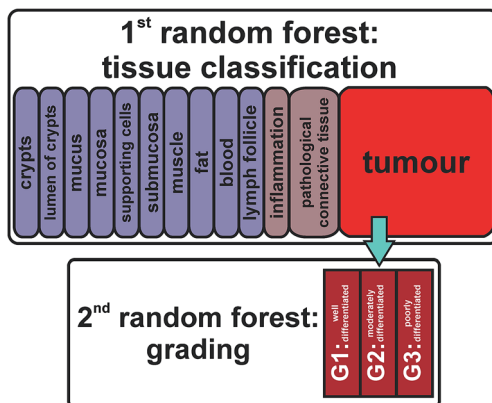 1st random forest:
tissue classification
crypts
lumen of crypts
mucus
mucosa
supporting cells
submucosa
muscle
fat
blood
lymph follicle
inflammation
pathological
connective tissue
tumour
2nd random forest:
grading
G1: well
differentiated
G2: moderately
differentiated
G3: poorly
differentiated